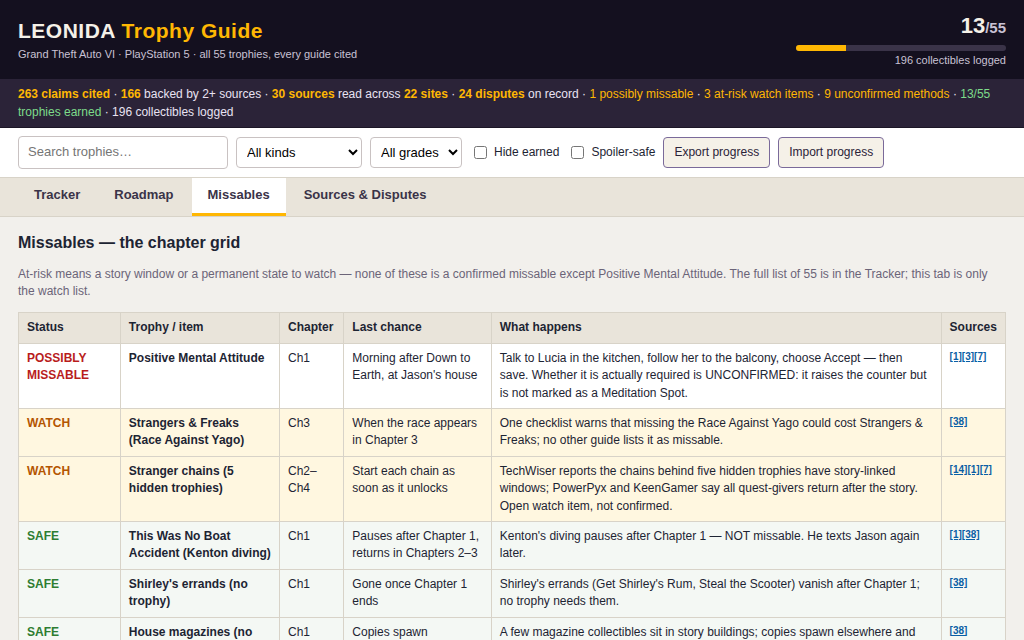 LEONIDA Trophy Guide
Grand Theft Auto VI · PlayStation 5 · all 55 trophies, every guide cited
13/55
196 collectibles logged
263 claims cited · 166 backed by 2+ sources · 30 sources read across 22 sites · 24 disputes on record · 1 possibly missable · 3 at-risk watch items · 9 unconfirmed methods · 13/55
trophies earned · 196 collectibles logged
Search trophies…
All kinds
All grades
Hide earned
Spoiler-safe
Export progress
Import progress
Tracker
Roadmap
Missables
Sources & Disputes
Missables — the chapter grid
At-risk means a story window or a permanent state to watch — none of these is a confirmed missable except Positive Mental Attitude. The full list of 55 is in the Tracker; this tab is only
the watch list.
Status
Trophy / item
Chapter
Last chance
What happens
Sources
POSSIBLY
MISSABLE
Positive Mental Attitude
Ch1
Morning after Down to
Earth, at Jason's house
Talk to Lucia in the kitchen, follow her to the balcony, choose Accept — then
save. Whether it is actually required is UNCONFIRMED: it raises the counter but
is not marked as a Meditation Spot.
[1][3][7]
WATCH
Strangers & Freaks
(Race Against Yago)
Ch3
When the race appears
in Chapter 3
One checklist warns that missing the Race Against Yago could cost Strangers &
Freaks; no other guide lists it as missable.
[38]
WATCH
Stranger chains (5
hidden trophies)
Ch2–
Ch4
Start each chain as
soon as it unlocks
TechWiser reports the chains behind five hidden trophies have story-linked
windows; PowerPyx and KeenGamer say all quest-givers return after the story.
Open watch item, not confirmed.
[14][1][7]
SAFE
This Was No Boat
Accident (Kenton diving)
Ch1
Pauses after Chapter 1,
returns in Chapters 2–3
Kenton's diving pauses after Chapter 1 — NOT missable. He texts Jason again
later.
[1][38]
SAFE
Shirley's errands (no
trophy)
Ch1
Gone once Chapter 1
ends
Shirley's errands (Get Shirley's Rum, Steal the Scooter) vanish after Chapter 1;
no trophy needs them.
[38]
SAFE
House magazines (no
Ch1
Copies spawn
A few magazine collectibles sit in story buildings; copies spawn elsewhere and
[38]